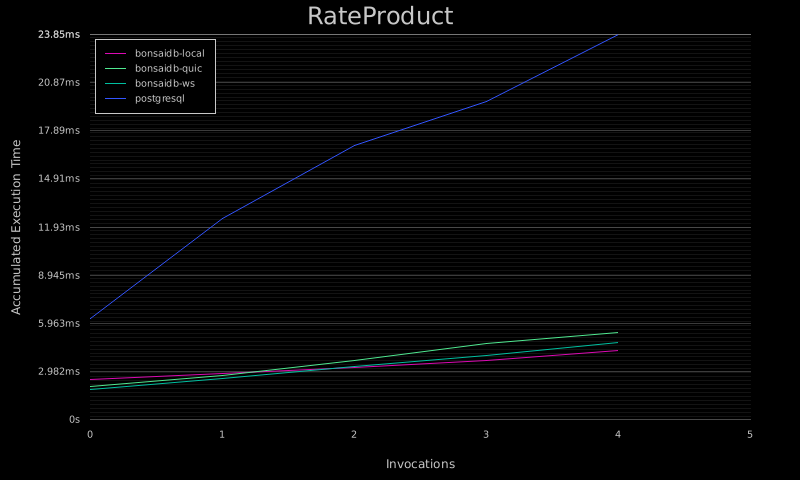 RateProduct
23.85ms
20.87ms
17.89ms
14.91ms
11.93ms
8.945ms
5.963ms
2.982ms
0s
bonsaidb-local
bonsaidb-quic
bonsaidb-ws
postgresql
Accumulated Execution Time
0 1 2 3 4 5
Invocations